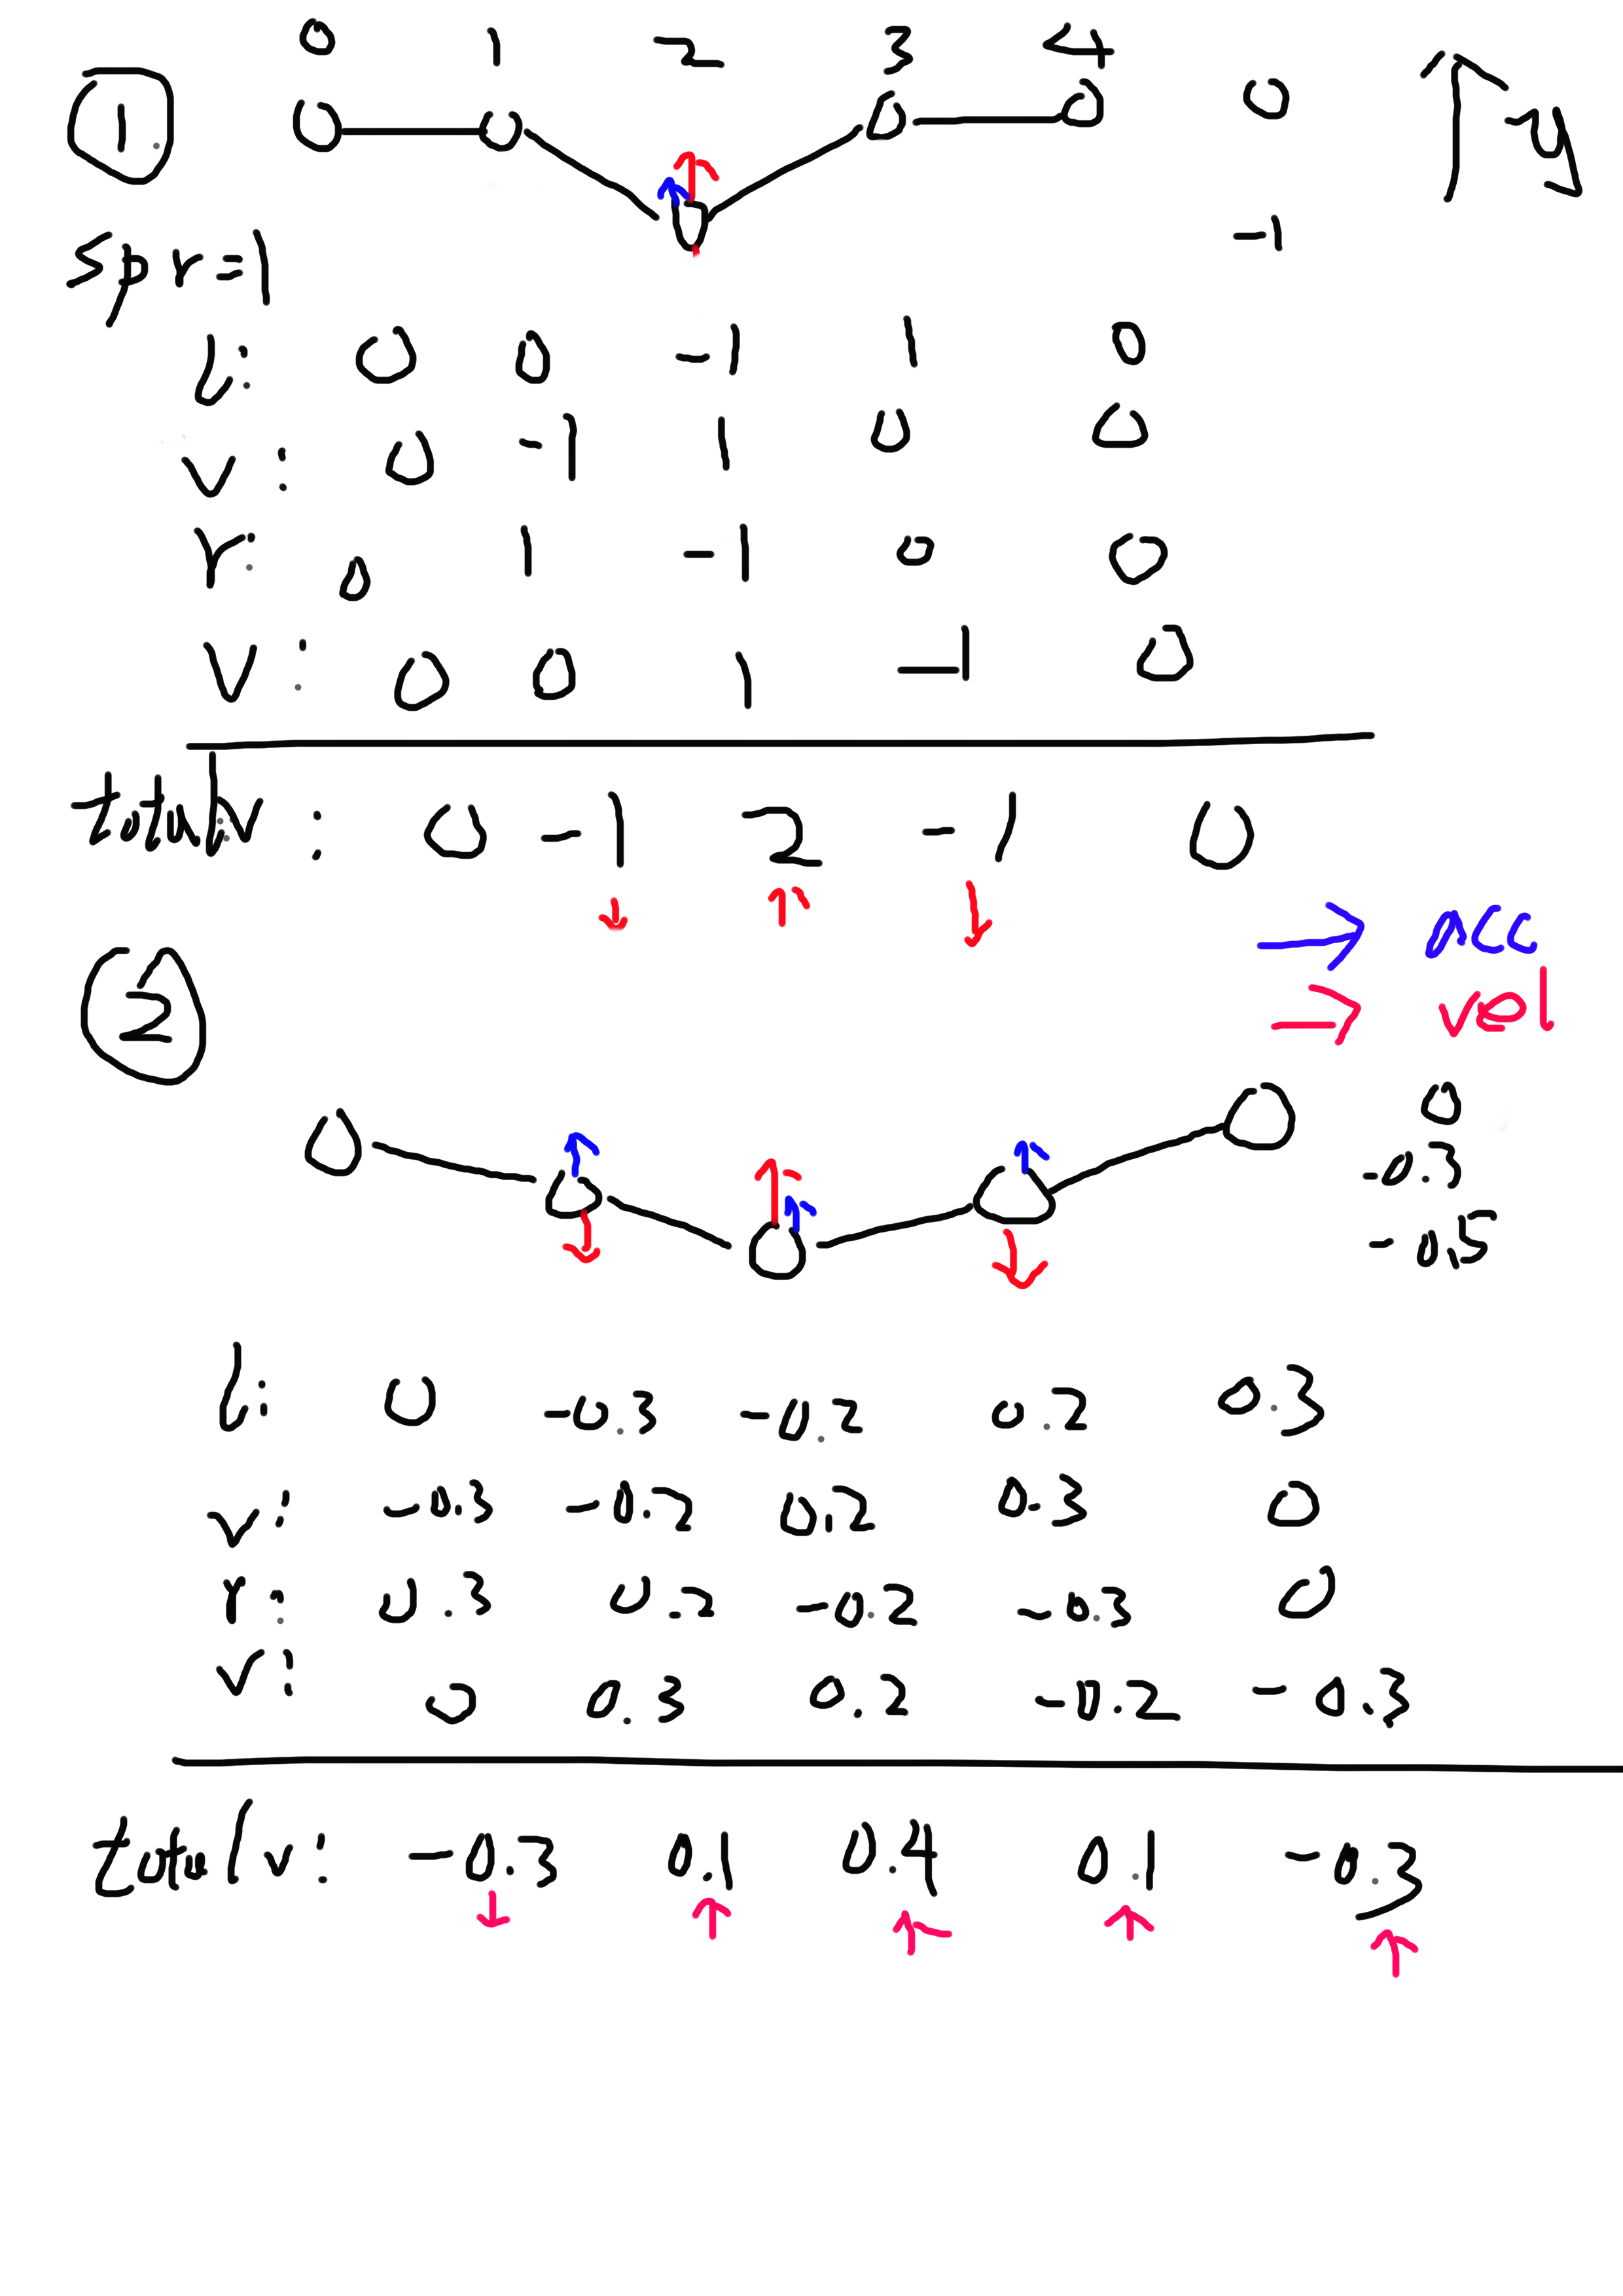 0 1 2 3 4
①. 0 ↑y
-1
spr=1
l: 0 0 -1 1 0
v: 0 -1 1 0 0
r: 0 1 -1 0 0
v: 0 0 1 -1 0
total v: 0 -1 2 -1 0
→ acc
→ vel
②
0
-0.3
-0.5
l: 0 -0.3 -0.2 0.2 0.3
v: -0.3 -0.2 0.2 0.3 0
r: 0.3 0.2 -0.2 -0.3 0
v: 0 0.3 0.2 -0.2 -0.3
total v: -0.3 0.1 0.4 0.1 -0.3